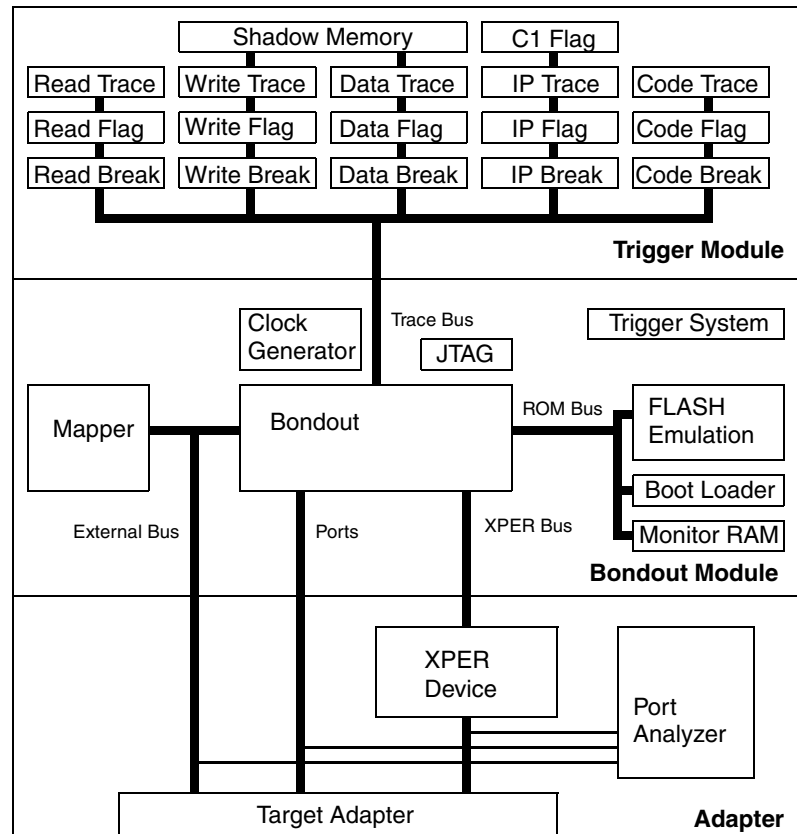 Shadow Memory C1 Flag
Read Trace Write Trace Data Trace IP Trace Code Trace
Read Flag Write Flag Data Flag IP Flag Code Flag
Read Break Write Break Data Break IP Break Code Break
Trigger Module
Clock
Generator
Trace Bus
JTAG
Trigger System
Mapper
Bondout
ROM Bus
FLASH
Emulation
Boot Loader
Monitor RAM
External Bus
Ports
XPER Bus
Bondout Module
XPER
Device
Port
Analyzer
Target Adapter
Adapter